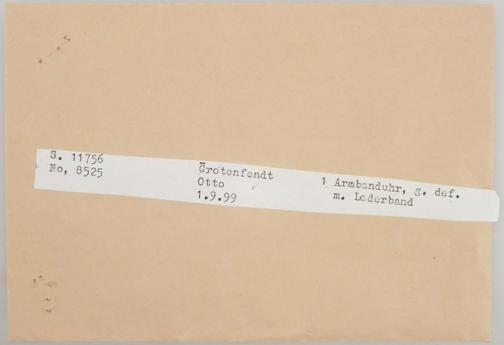 S. 11756
No, 8525
Grotenfendt
Otto
1.9.99
1 Armbanduhr, g. def.
m. Lederband